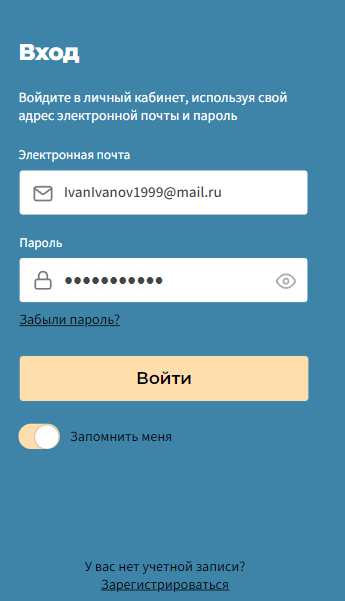 Вход
Войдите в личный кабинет, используя свой
адрес электронной почты и пароль
Электронная почта
IvanIvanov1999@mail.ru
Пароль
●●●●●●●●●●●
Забыли пароль?
Войти
Запомнить меня
У вас нет учетной записи?
Зарегистрироваться